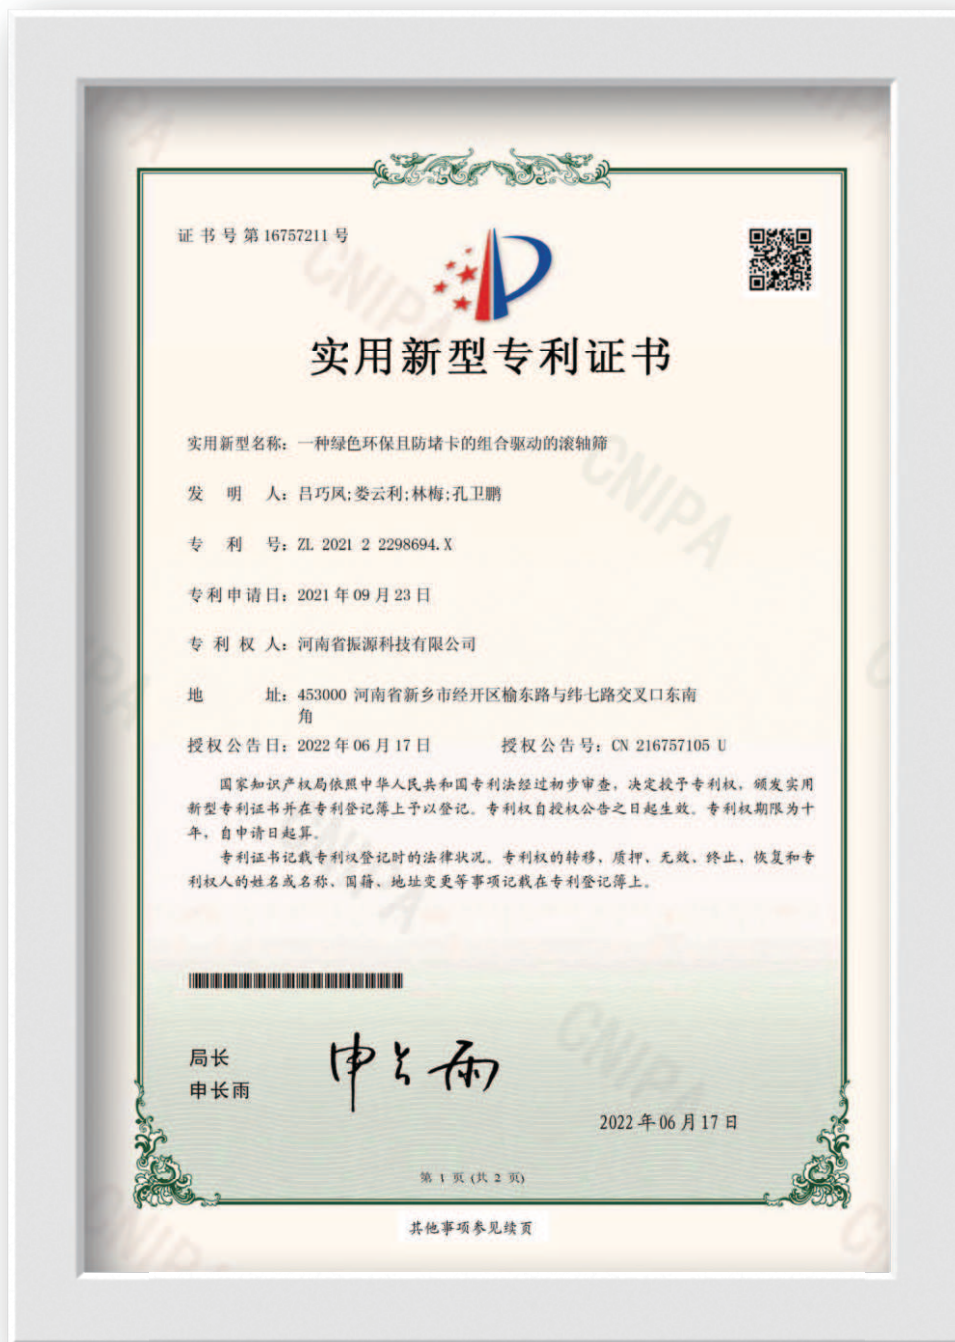 证书号第16757211号
实用新型专利证书
实用新型名称：一种绿色环保且防堵卡的组合驱动的滚轴筛
发明人：吕巧凤;娄云利;林梅;孔卫鹏
专利号：ZL 2021 2 2298694.X
专利申请日：2021年09月23日
专利权人：河南省振源科技有限公司
地址：453000 河南省新乡市经开区榆东路与纬七路交叉口东南
角
授权公告日：2022年06月17日 授权公告号：CN 216757105 U
国家知识产权局依照中华人民共和国专利法经过初步审查，决定授予专利权，颁发实用
新型专利证书并在专利登记簿上予以登记。专利权自授权公告之日起生效。专利权期限为十
年，自申请日起算。
专利证书记载专利权登记时的法律状况。专利权的转移、质押、无效、终止、恢复和专
利权人的姓名或名称、国籍、地址变更等事项记载在专利登记簿上。
局长
申长雨
申长雨
2022年06月17日
第 1 页 (共 2 页)
其他事项参见续页
CNIPA
CNIPA
CNIPA
CNIPA